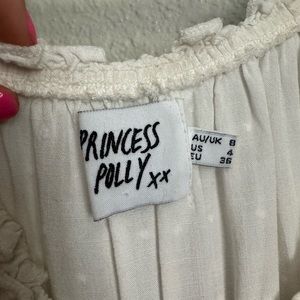 PRINCESS
POLLY xx
AU/UK 8
US 4
EU 36